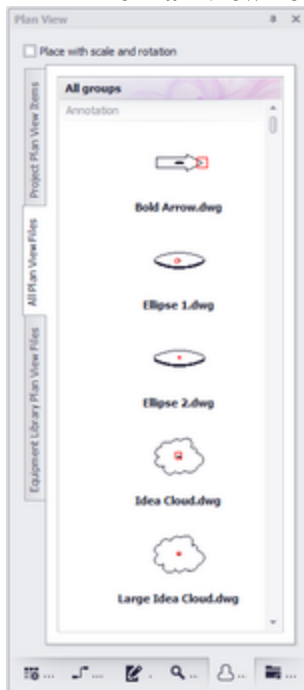 Plan View
Place with scale and rotation
Project Plan View Items
All Plan View Files
Equipment Library Plan View Files
All groups
Annotation
Bold Arrow.dwg
Ellipse 1.dwg
Ellipse 2.dwg
Idea Cloud.dwg
Large Idea Cloud.dwg